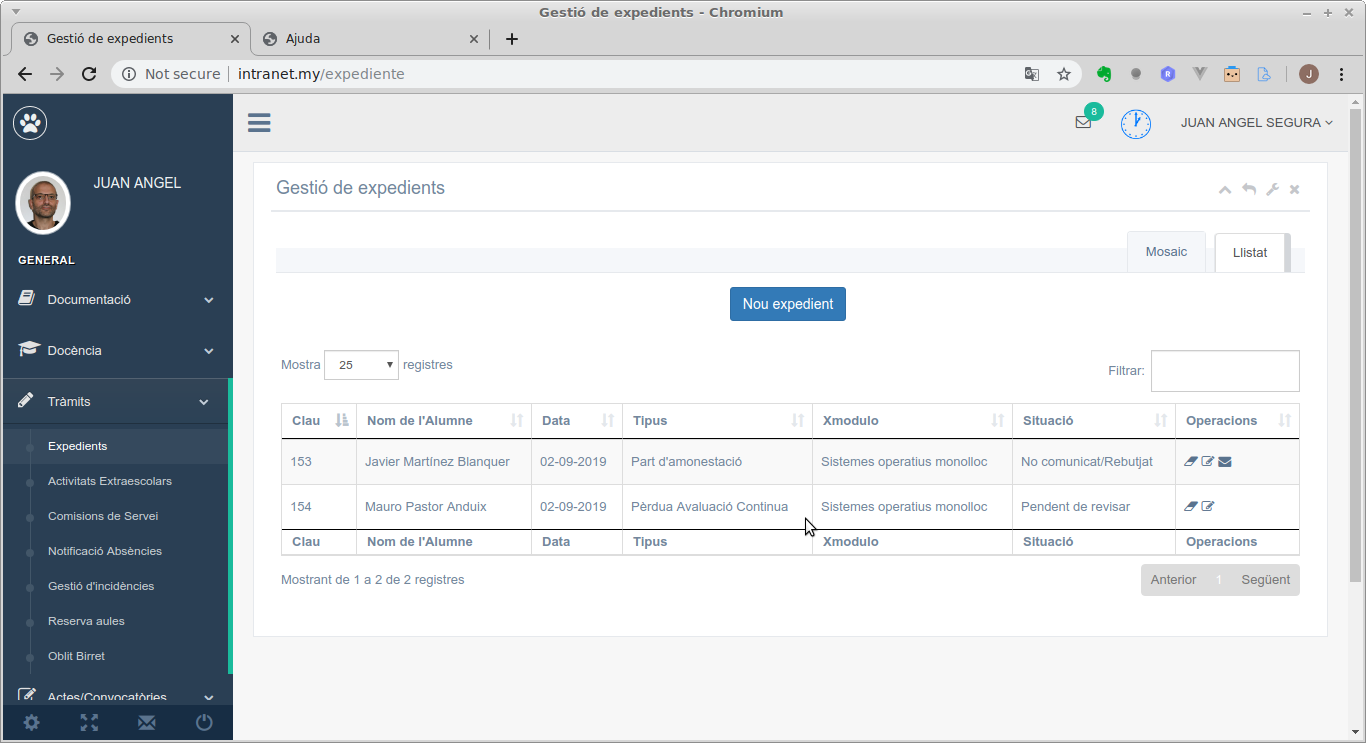 Gestió de expedients - Chromium
Gestió de expedients
Ajuda
Not secure intranet.my/expediente
R
J
8
JUAN ANGEL SEGURA
JUAN ANGEL
GENERAL
Documentació
Docència
Tràmits
Expedients
Activitats Extraescolars
Comisions de Servei
Notificació Absències
Gestió d'incidències
Reserva aules
Oblit Birret
Actes/Convocatòries
Gestió de expedients
Mosaic Llistat
Nou expedient
Mostra 25 registres
Filtrar:
Clau Nom de l'Alumne Data Tipus Xmodulo Situació Operacions
153 Javier Martínez Blanquer 02-09-2019 Part d'amonestació Sistemes operatius monolloc No comunicat/Rebutjat
154 Mauro Pastor Anduix 02-09-2019 Pèrdua Avaluació Continua Sistemes operatius monolloc Pendent de revisar
Clau Nom de l'Alumne Data Tipus Xmodulo Situació Operacions
Mostrant de 1 a 2 de 2 registres
Anterior 1 Següent